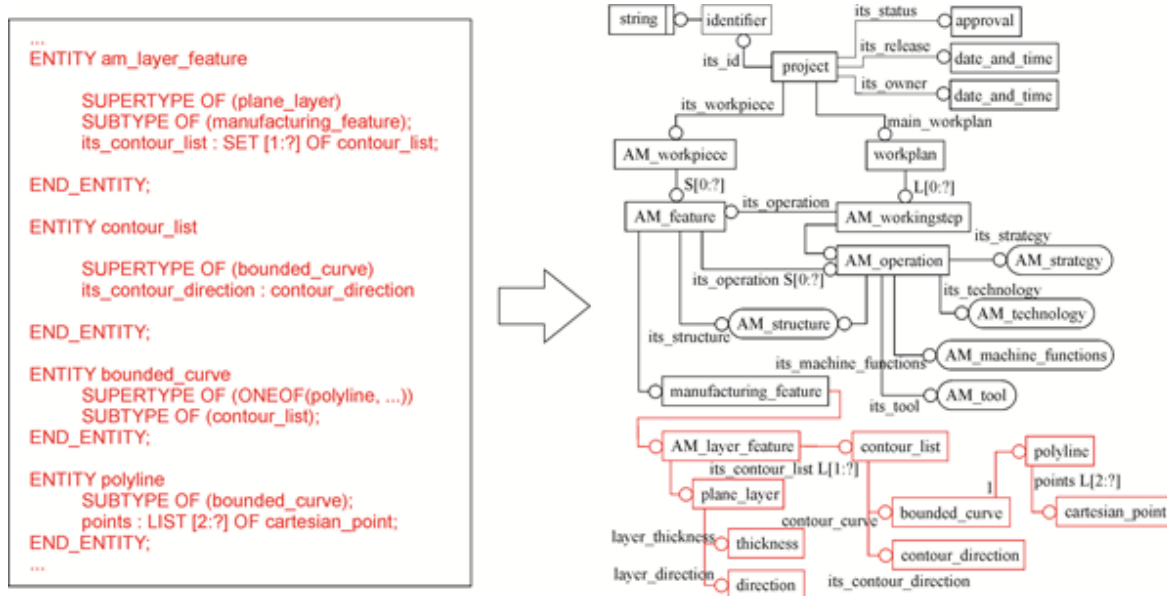 ...
ENTITY am_layer_feature
SUPERTYPE OF (plane_layer)
SUBTYPE OF (manufacturing_feature);
its_contour_list : SET [1:?] OF contour_list;
END_ENTITY;
ENTITY contour_list
SUPERTYPE OF (bounded_curve)
its_contour_direction : contour_direction
END_ENTITY;
ENTITY bounded_curve
SUPERTYPE OF (ONEOF(polyline, ...))
SUBTYPE OF (contour_list);
END_ENTITY;
ENTITY polyline
SUBTYPE OF (bounded_curve);
points : LIST [2:?] OF cartesian_point;
END_ENTITY;
...
string
identifier
its_status
approval
its_id
project
its_release
date_and_time
its_owner
date_and_time
its_workpiece
main_workplan
AM_workpiece
workplan
S[0:?]
L[0:?]
AM_feature
its_operation
AM_workingstep
its_strategy
AM_operation
AM_strategy
its_operation S[0:?]
its_technology
AM_technology
AM_structure
its_structure
AM_machine_functions
its_machine_functions
manufacturing_feature
AM_tool
its_tool
AM_layer_feature
contour_list
polyline
its_contour_list L[1:?]
plane_layer
1
points L[2:?]
contour_curve
bounded_curve
cartesian_point
layer_thickness
thickness
contour_direction
layer_direction
direction
its_contour_direction